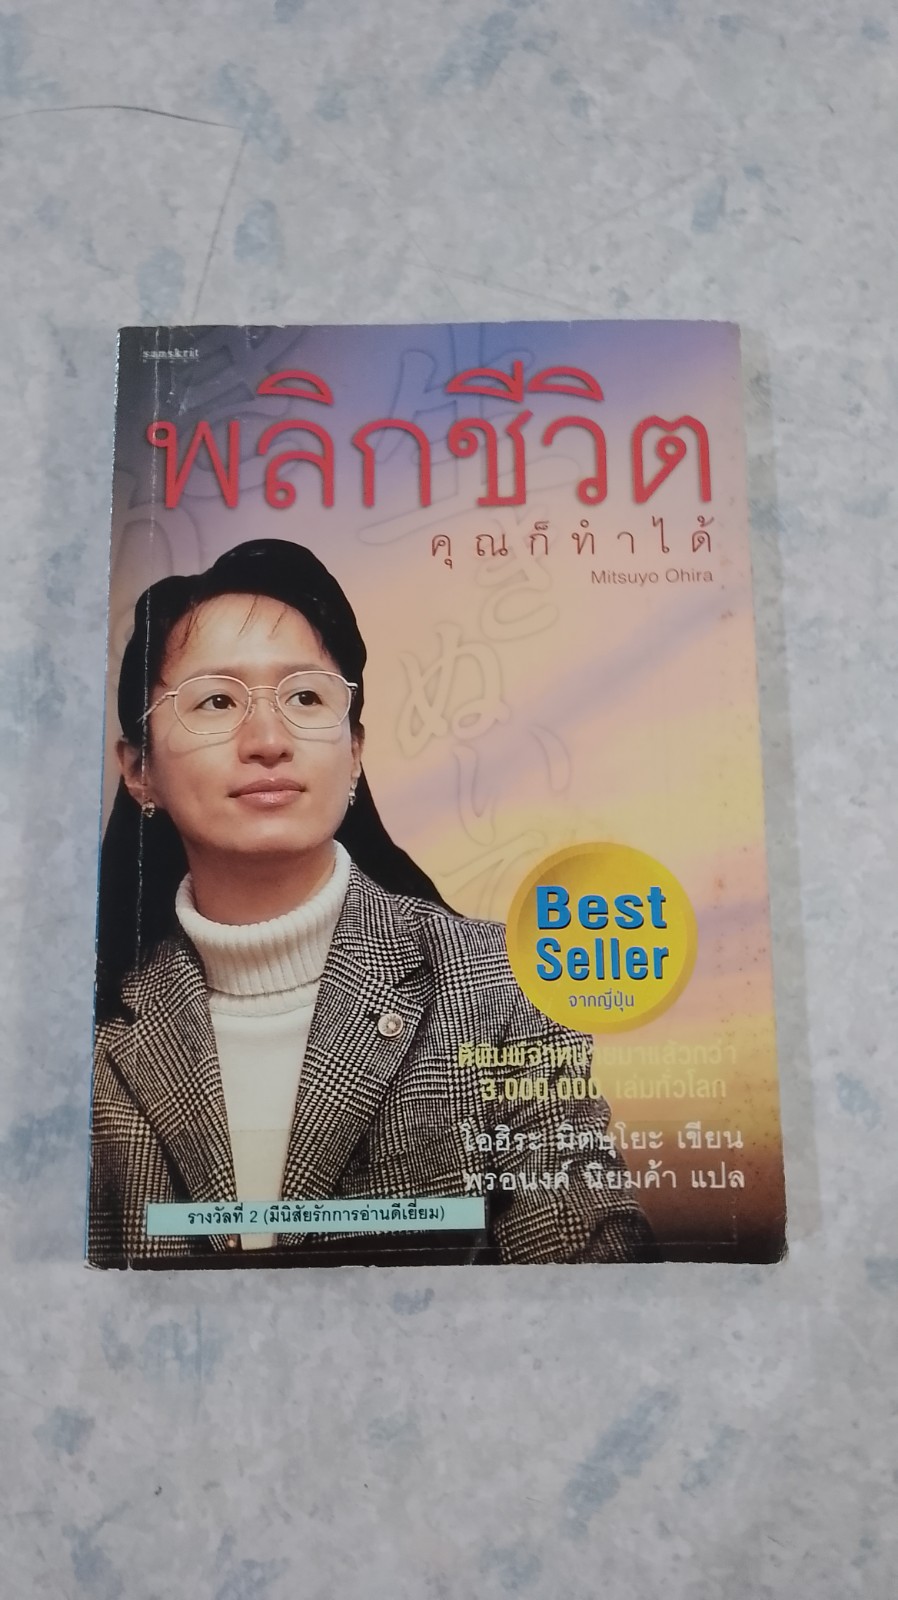 samskrit
พลิกชีวิต
คุณก็ทำได้
Mitsuyo Ohira
Best
Seller
จากญี่ปุ่น
ตีพิมพ์จำหน่ายมาแล้วกว่า
3,000,000 เล่มทั่วโลก
โอฮิระ มิตษุโยะ เขียน
พรอนงค์ นิยมค้า แปล
รางวัลที่ 2 (มีนิสัยรักการอ่านดีเยี่ยม)